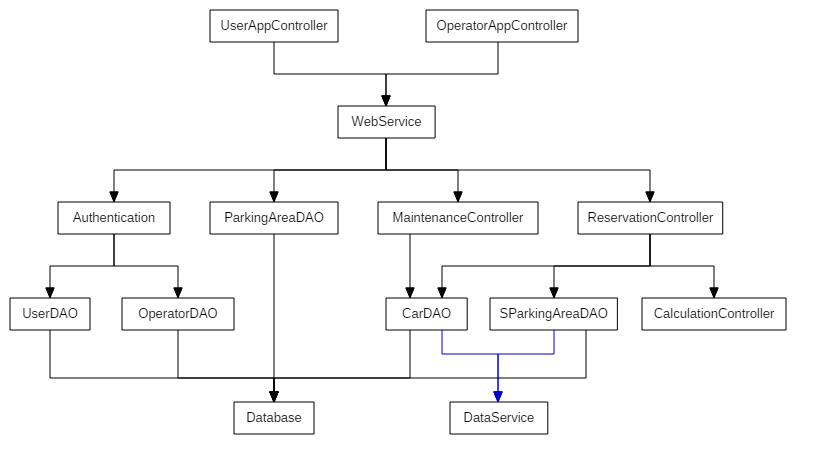 UserAppController
OperatorAppController
WebService
Authentication
ParkingAreaDAO
MaintenanceController
ReservationController
UserDAO
OperatorDAO
CarDAO
SParkingAreaDAO
CalculationController
Database
DataService